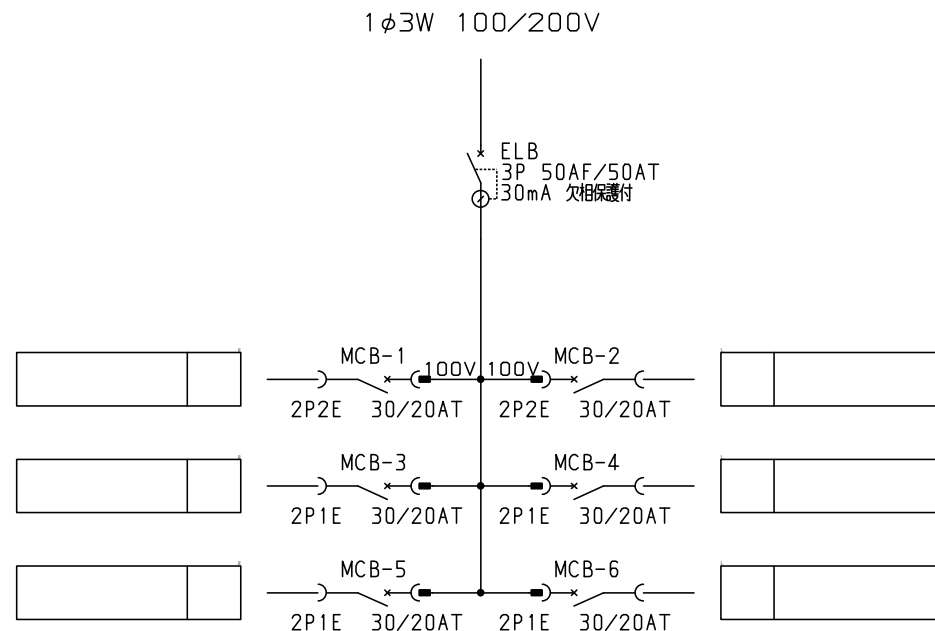 1φ3W 100/200V
ELB
3P 50AF/50AT
30mA 欠相保護付
MCB-1 100V 100V MCB-2
2P2E 30/20AT 2P2E 30/20AT
MCB-3 MCB-4
2P1E 30/20AT 2P1E 30/20AT
MCB-5 MCB-6
2P1E 30/20AT 2P1E 30/20AT